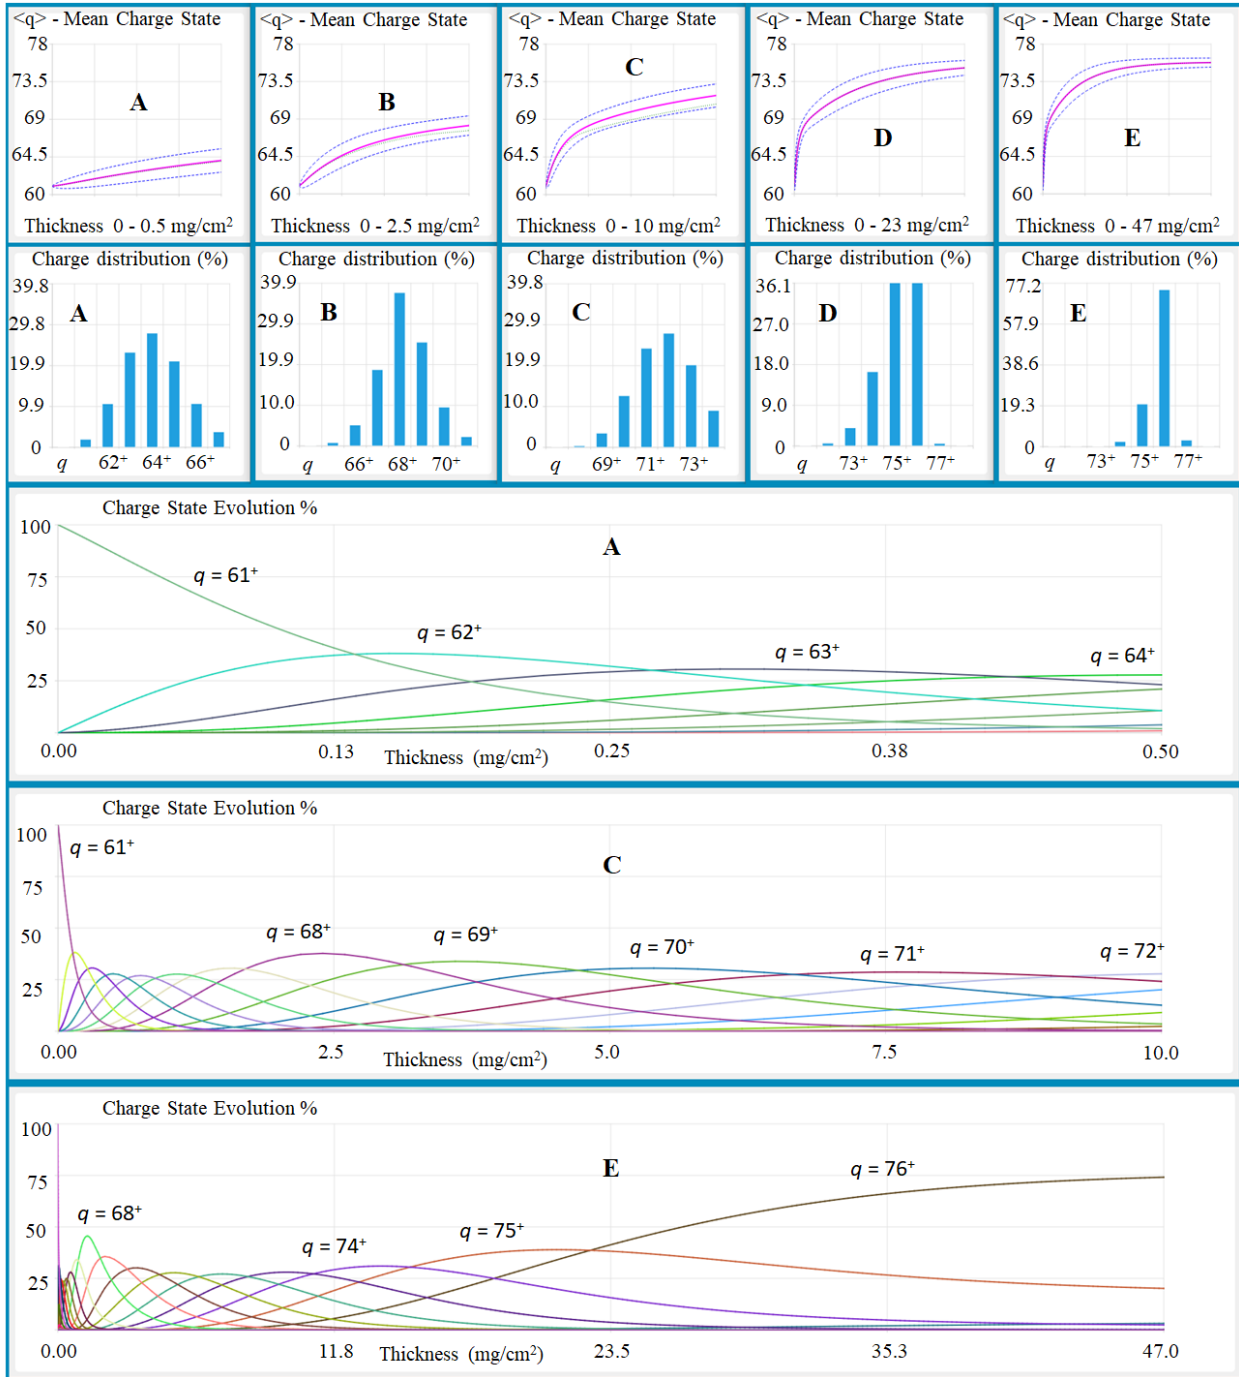 <q> - Mean Charge State
78
73.5
69
64.5
60
A
Thickness 0 - 0.5 mg/cm²
<q> - Mean Charge State
78
73.5
69
64.5
60
B
Thickness 0 - 2.5 mg/cm²
<q> - Mean Charge State
78
73.5
69
64.5
60
C
Thickness 0 - 10 mg/cm²
<q> - Mean Charge State
78
73.5
69
64.5
60
D
Thickness 0 - 23 mg/cm²
<q> - Mean Charge State
78
73.5
69
64.5
60
E
Thickness 0 - 47 mg/cm²
Charge distribution (%)
39.8
29.8
19.9
9.9
0
A
q 62⁺ 64⁺ 66⁺
Charge distribution (%)
39.9
29.9
19.9
10.0
0
B
q 66⁺ 68⁺ 70⁺
Charge distribution (%)
39.9
29.9
19.9
10.0
0
C
q 69⁺ 71⁺ 73⁺
Charge distribution (%)
36.1
27.0
18.0
9.0
0
D
q 73⁺ 75⁺ 77⁺
Charge distribution (%)
77.2
57.9
38.6
19.3
0
E
q 73⁺ 75⁺ 77⁺
Charge State Evolution %
100
75
50
25
A
q = 61⁺
q = 62⁺
q = 63⁺
q = 64⁺
0.00 0.13 0.25 0.38 0.50
Thickness (mg/cm²)
Charge State Evolution %
100
75
50
25
C
q = 61⁺
q = 68⁺
q = 69⁺
q = 70⁺
q = 71⁺
q = 72⁺
0.00 2.5 5.0 7.5 10.0
Thickness (mg/cm²)
Charge State Evolution %
100
75
50
25
E
q = 68⁺
q = 74⁺
q = 75⁺
q = 76⁺
0.00 11.8 23.5 35.3 47.0
Thickness (mg/cm²)